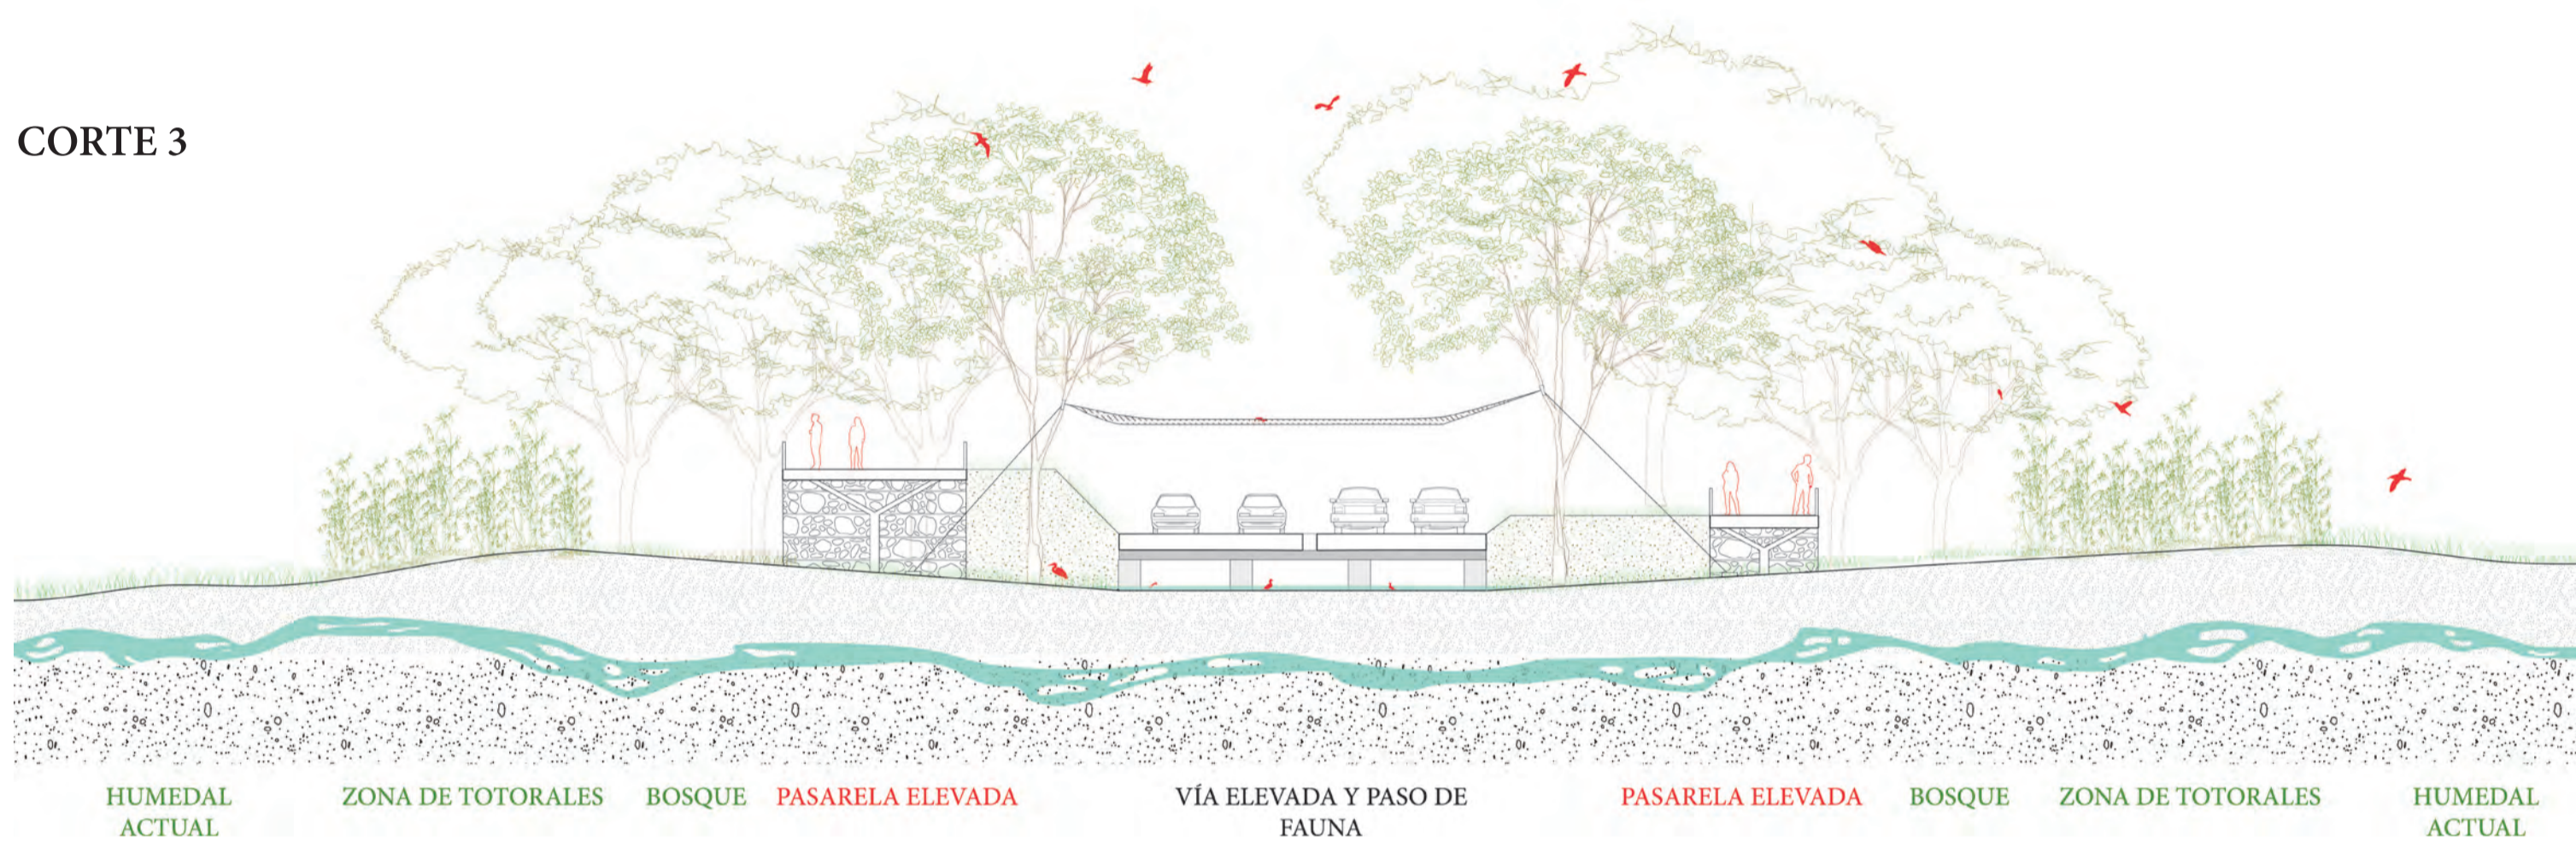 CORTE 3
HUMEDAL
ACTUAL
ZONA DE TOTORALES
BOSQUE
PASARELA ELEVADA
VÍA ELEVADA Y PASO DE
FAUNA
PASARELA ELEVADA
BOSQUE
ZONA DE TOTORALES
HUMEDAL
ACTUAL